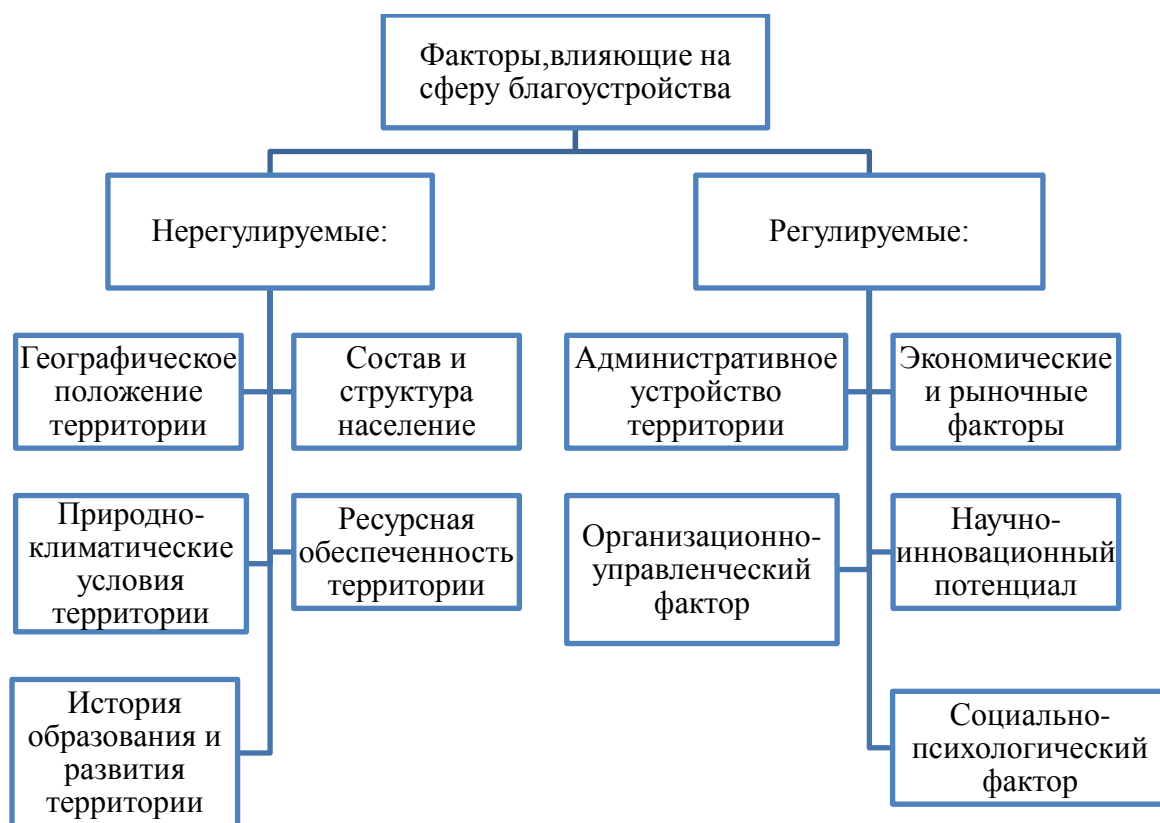 Факторы,влияющие на
сферу благоустройства
Нерегулируемые:
Регулируемые:
Географическое
положение
территории
Состав и
структура
население
Административное
устройство
территории
Экономические
и рыночные
факторы
Природно-
климатические
условия
территории
Ресурсная
обеспеченность
территории
Организационно-
управленческий
фактор
Научно-
инновационный
потенциал
История
образования и
развития
территории
Социально-
психологический
фактор